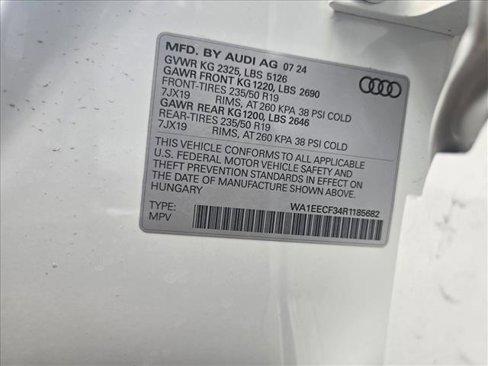 MFD. BY AUDI AG 07 24
GVWR KG 2325, LBS 5126
GAWR FRONT KG 1220, LBS 2690
FRONT-TIRES 235/50 R19
7JX19 RIMS, AT 260 KPA 38 PSI COLD
GAWR REAR KG1200, LBS 2646
REAR-TIRES 235/50 R19
7JX19 RIMS, AT 260 KPA 38 PSI COLD
THIS VEHICLE CONFORMS TO ALL APPLICABLE
U.S. FEDERAL MOTOR VEHICLE SAFETY AND
THEFT PREVENTION STANDARDS IN EFFECT ON
THE DATE OF MANUFACTURE SHOWN ABOVE.
HUNGARY
TYPE: WA1EECF34R1185682
MPV